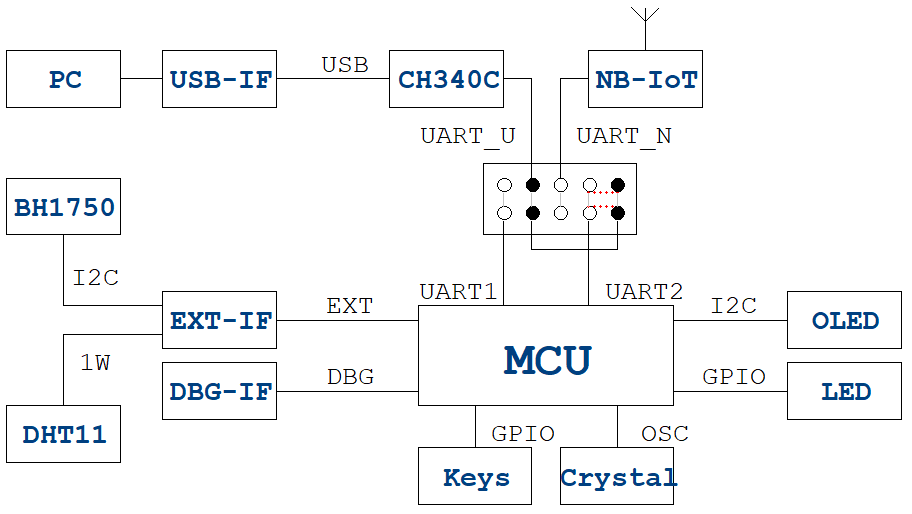 PC
USB-IF
USB
CH340C
NB-IoT
UART_U
UART_N
BH1750
I2C
UART1
UART2
EXT-IF
EXT
MCU
I2C
OLED
1W
DBG-IF
DBG
GPIO
LED
DHT11
GPIO
OSC
Keys
Crystal